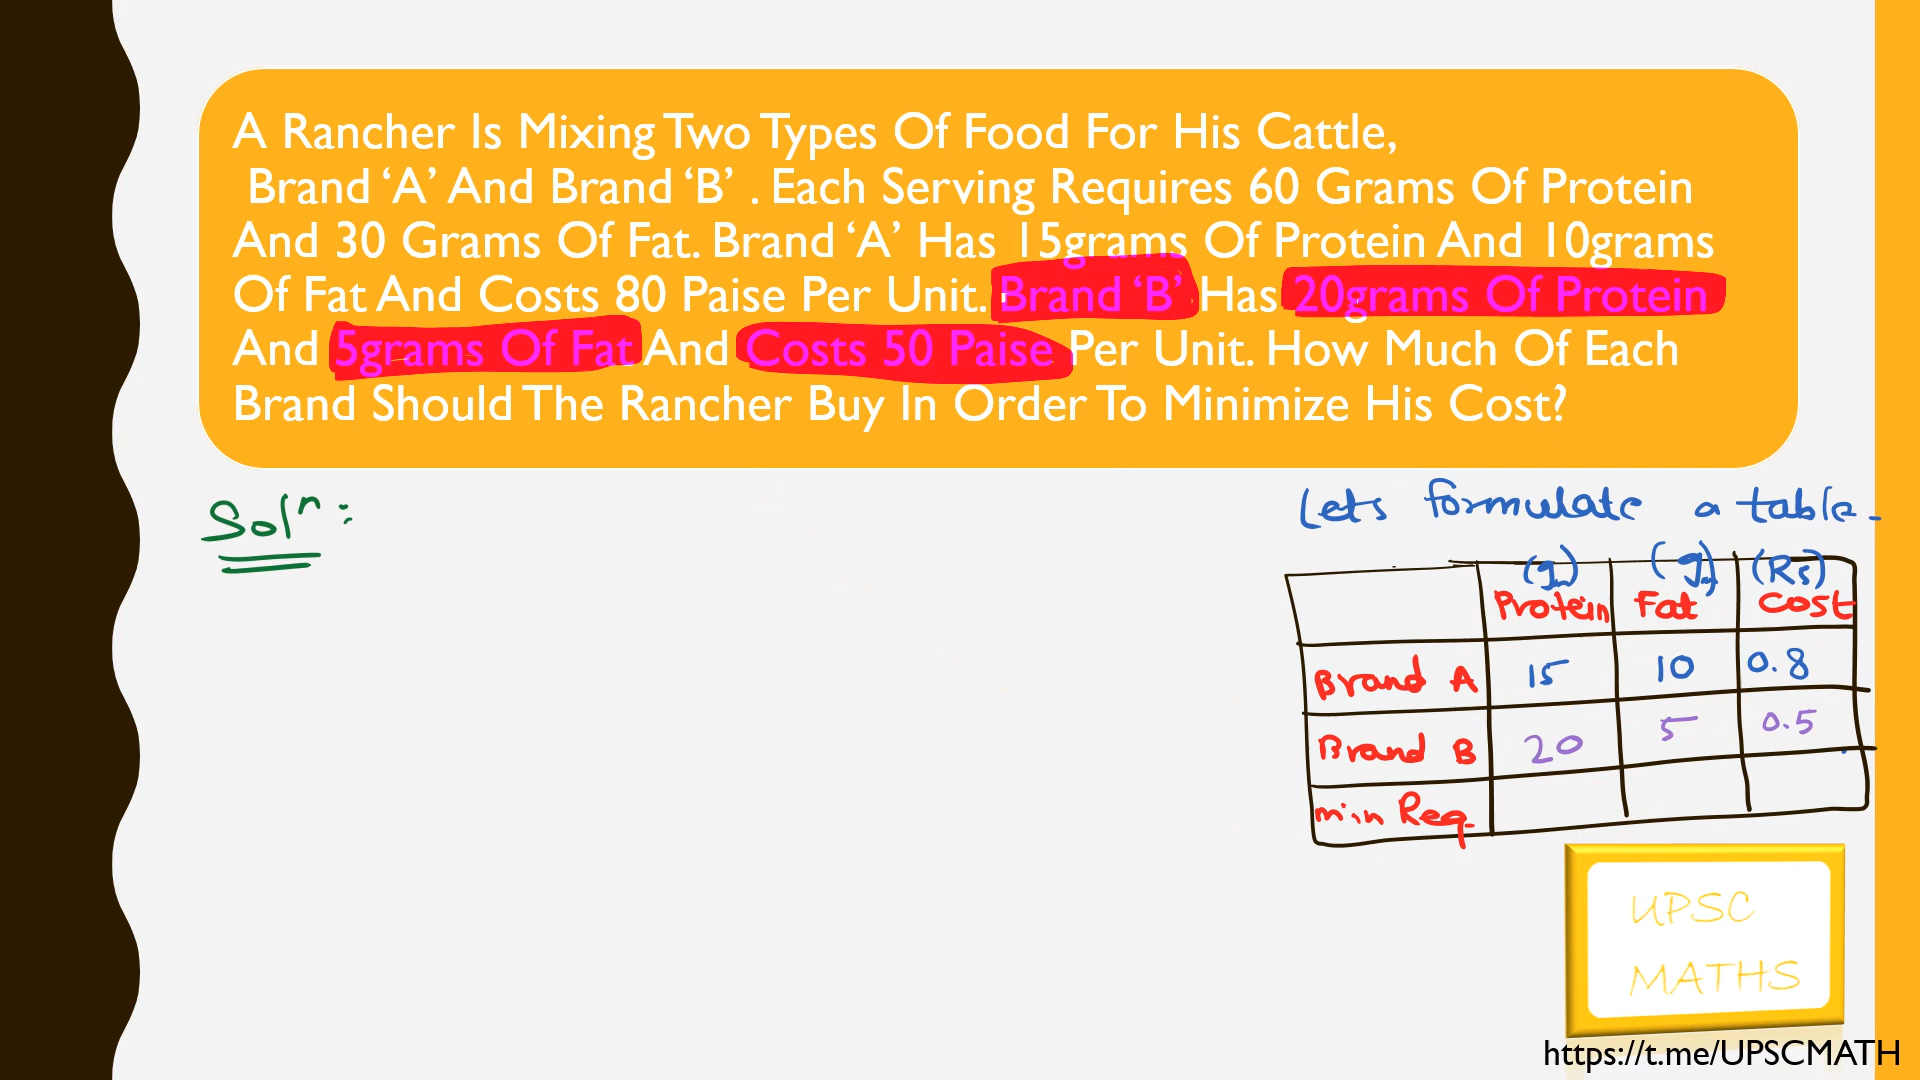 A Rancher Is Mixing Two Types Of Food For His Cattle,
Brand ‘A’ And Brand ‘B’ . Each Serving Requires 60 Grams Of Protein
And 30 Grams Of Fat. Brand ‘A’ Has 15grams Of Protein And 10grams
Of Fat And Costs 80 Paise Per Unit. Brand ‘B’ Has 20grams Of Protein
And 5grams Of Fat And Costs 50 Paise Per Unit. How Much Of Each
Brand Should The Rancher Buy In Order To Minimize His Cost?
Soln :
Lets formulate a table.
(gm) (gm) (Rs)
Protein Fat Cost
Brand A 15 10 0.8
Brand B 20 5 0.5
min Req.
UPSC
MATHS
https://t.me/UPSCMATH